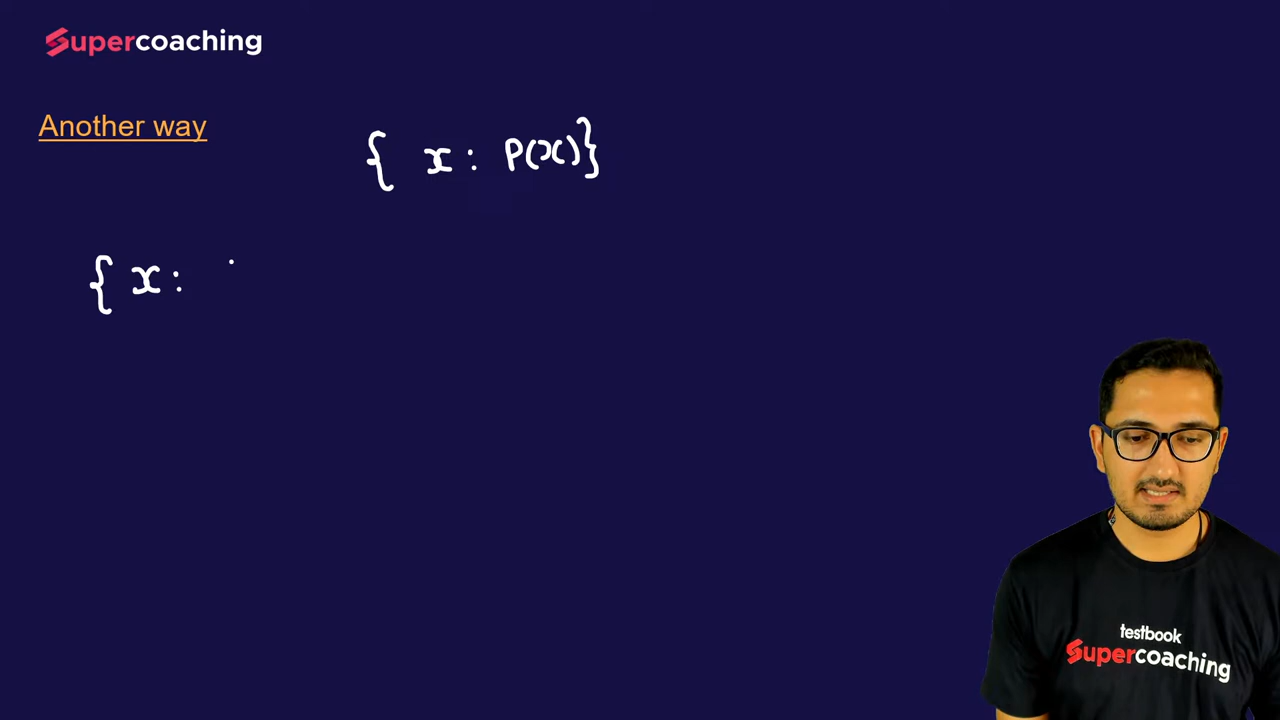 Supercoaching
Another way
{ x : P(x)}
{ x :
testbook
Supercoaching